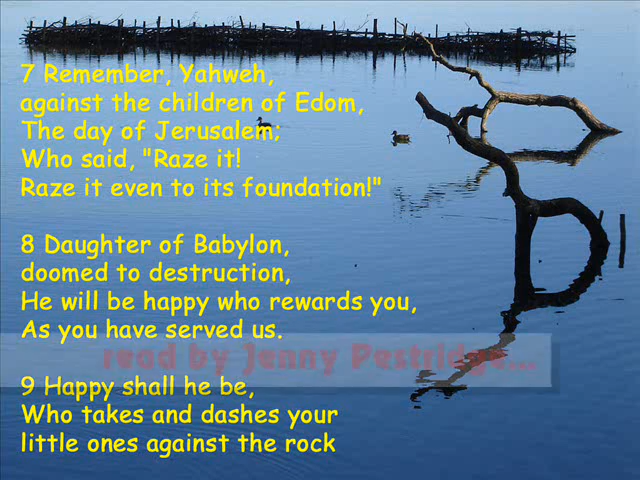 7 Remember, Yahweh,
against the children of Edom,
The day of Jerusalem;
Who said, "Raze it!
Raze it even to its foundation!"
8 Daughter of Babylon,
doomed to destruction,
He will be happy who rewards you,
As you have served us.
read by Jenny Pestridge...
9 Happy shall he be,
Who takes and dashes your
little ones against the rock